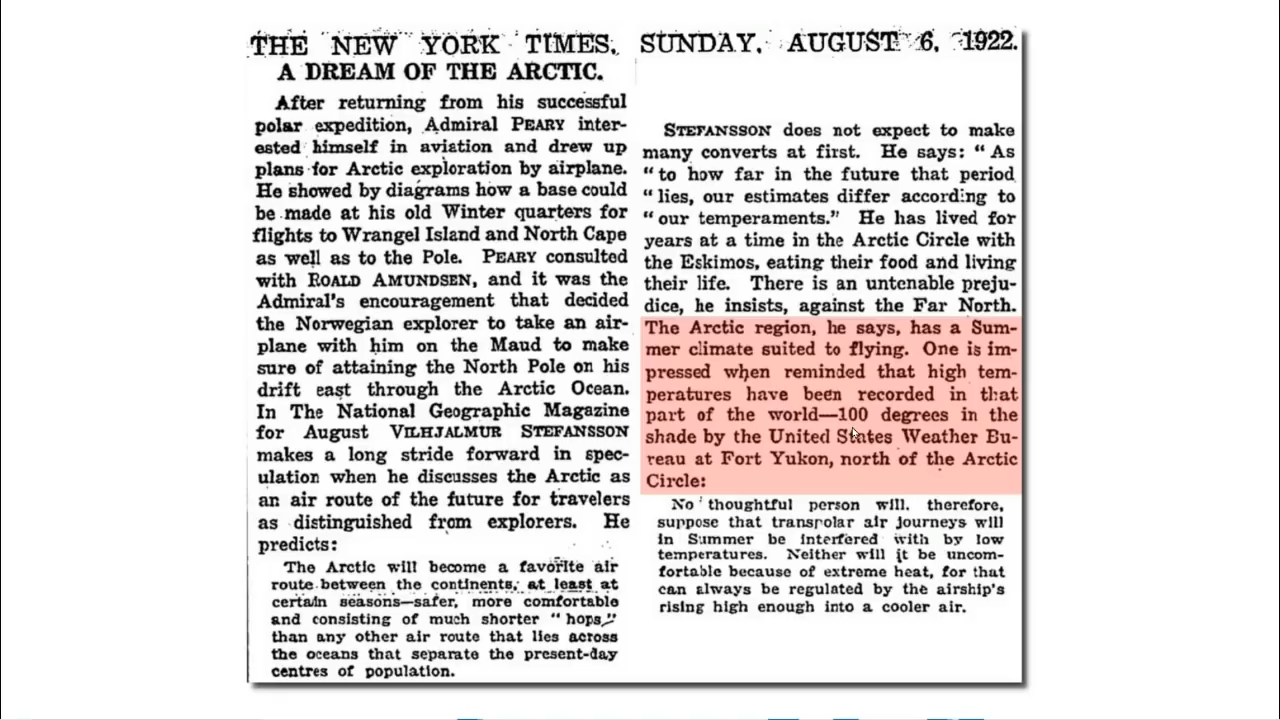 THE NEW YORK TIMES, SUNDAY, AUGUST 6, 1922.
A DREAM OF THE ARCTIC.
After returning from his successful
polar expedition, Admiral PEARY inter-
ested himself in aviation and drew up
plans for Arctic exploration by airplane.
He showed by diagrams how a base could
be made at his old Winter quarters for
flights to Wrangel Island and North Cape
as well as to the Pole. PEARY consulted
with ROALD AMUNDSEN, and it was the
Admiral's encouragement that decided
the Norwegian explorer to take an air-
plane with him on the Maud to make
sure of attaining the North Pole on his
drift east through the Arctic Ocean.
In The National Geographic Magazine
for August VILHJALMUR STEFANSSON
makes a long stride forward in spec-
ulation when he discusses the Arctic as
an air route of the future for travelers
as distinguished from explorers. He
predicts:
The Arctic will become a favorite air
route between the continents, at least at
certain seasons—safer, more comfortable
and consisting of much shorter "hops"
than any other air route that lies across
the oceans that separate the present-day
centres of population.
STEFANSSON does not expect to make
many converts at first. He says: "As
"to how far in the future that period
"lies, our estimates differ according to
"our temperaments." He has lived for
years at a time in the Arctic Circle with
the Eskimos, eating their food and living
their life. There is an untenable preju-
dice, he insists, against the Far North.
The Arctic region, he says, has a Sum-
mer climate suited to flying. One is im-
pressed when reminded that high tem-
peratures have been recorded in that
part of the world—100 degrees in the
shade by the United States Weather Bu-
reau at Fort Yukon, north of the Arctic
Circle:
No thoughtful person will, therefore,
suppose that transpolar air journeys will
in Summer be interfered with by low
temperatures. Neither will it be uncom-
fortable because of extreme heat, for that
can always be regulated by the airship's
rising high enough into a cooler air.